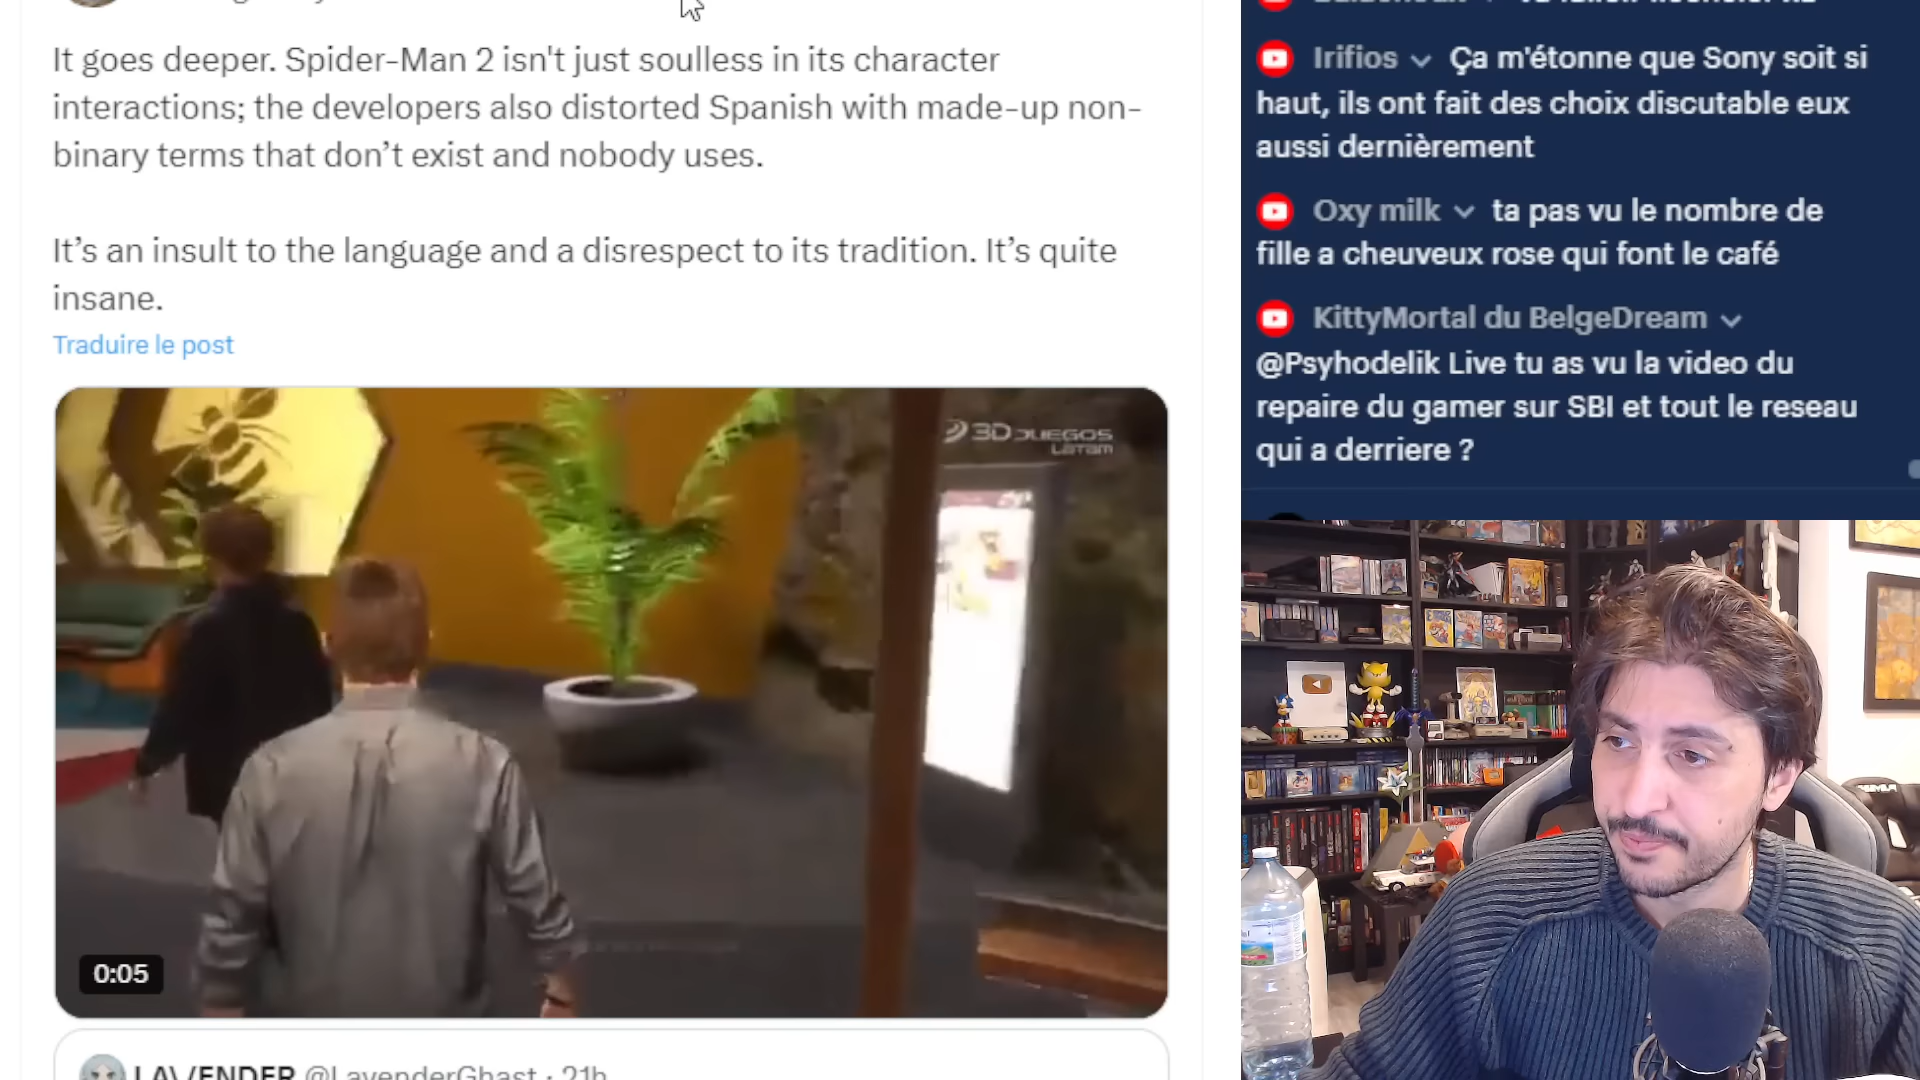 It goes deeper. Spider-Man 2 isn't just soulless in its character
interactions; the developers also distorted Spanish with made-up non-
binary terms that don’t exist and nobody uses.
It’s an insult to the language and a disrespect to its tradition. It’s quite
insane.
Traduire le post
3DJUEGOS
LATAM
0:05
LAVENDER @LavenderGhast · 21h
Irifios Ça m'étonne que Sony soit si
haut, ils ont fait des choix discutable eux
aussi dernièrement
Oxy milk ta pas vu le nombre de
fille a cheuveux rose qui font le café
KittyMortal du BelgeDream
@Psyhodelik Live tu as vu la video du
repaire du gamer sur SBI et tout le reseau
qui a derriere ?